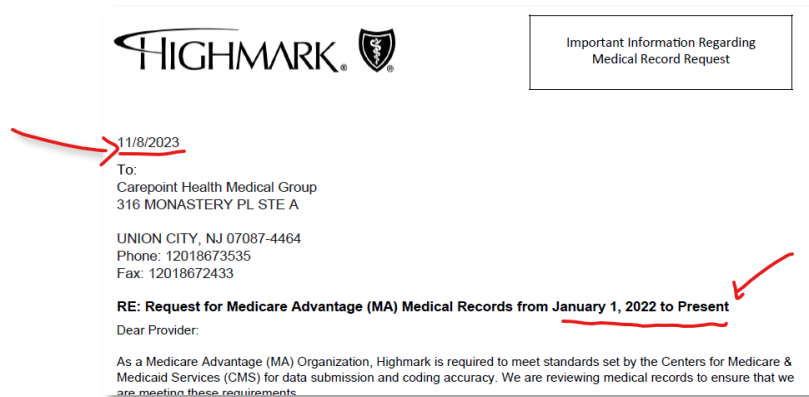 HIGHMARK®
Important Information Regarding
Medical Record Request
11/8/2023
To:
Carepoint Health Medical Group
316 MONASTERY PL STE A
UNION CITY, NJ 07087-4464
Phone: 12018673535
Fax: 12018672433
RE: Request for Medicare Advantage (MA) Medical Records from January 1, 2022 to Present
Dear Provider:
As a Medicare Advantage (MA) Organization, Highmark is required to meet standards set by the Centers for Medicare &
Medicaid Services (CMS) for data submission and coding accuracy. We are reviewing medical records to ensure that we
are meeting these requirements.